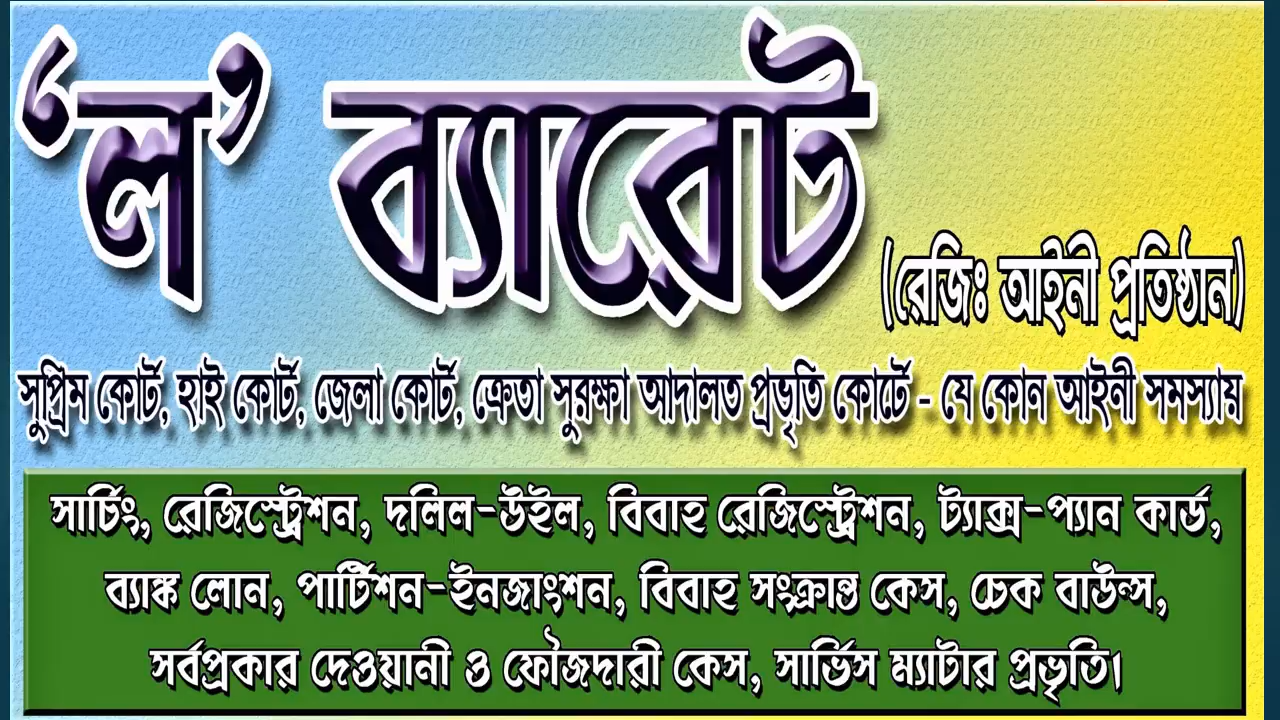 ‘ল’ ব্যারেট
(রেজিঃ আইনী প্রতিষ্ঠান)
সুপ্রিম কোর্ট, হাই কোর্ট, জেলা কোর্ট, ক্রেতা সুরক্ষা আদালত প্রভৃতি কোর্টে - যে কোন আইনী সমস্যায়
সার্চিং, রেজিস্ট্রেশন, দলিল-উইল, বিবাহ রেজিস্ট্রেশন, ট্যাক্স-প্যান কার্ড,
ব্যাঙ্ক লোন, পার্টিশন-ইনজাংশন, বিবাহ সংক্রান্ত কেস, চেক বাউন্স,
সর্বপ্রকার দেওয়ানী ও ফৌজদারী কেস, সার্ভিস ম্যাটার প্রভৃতি।